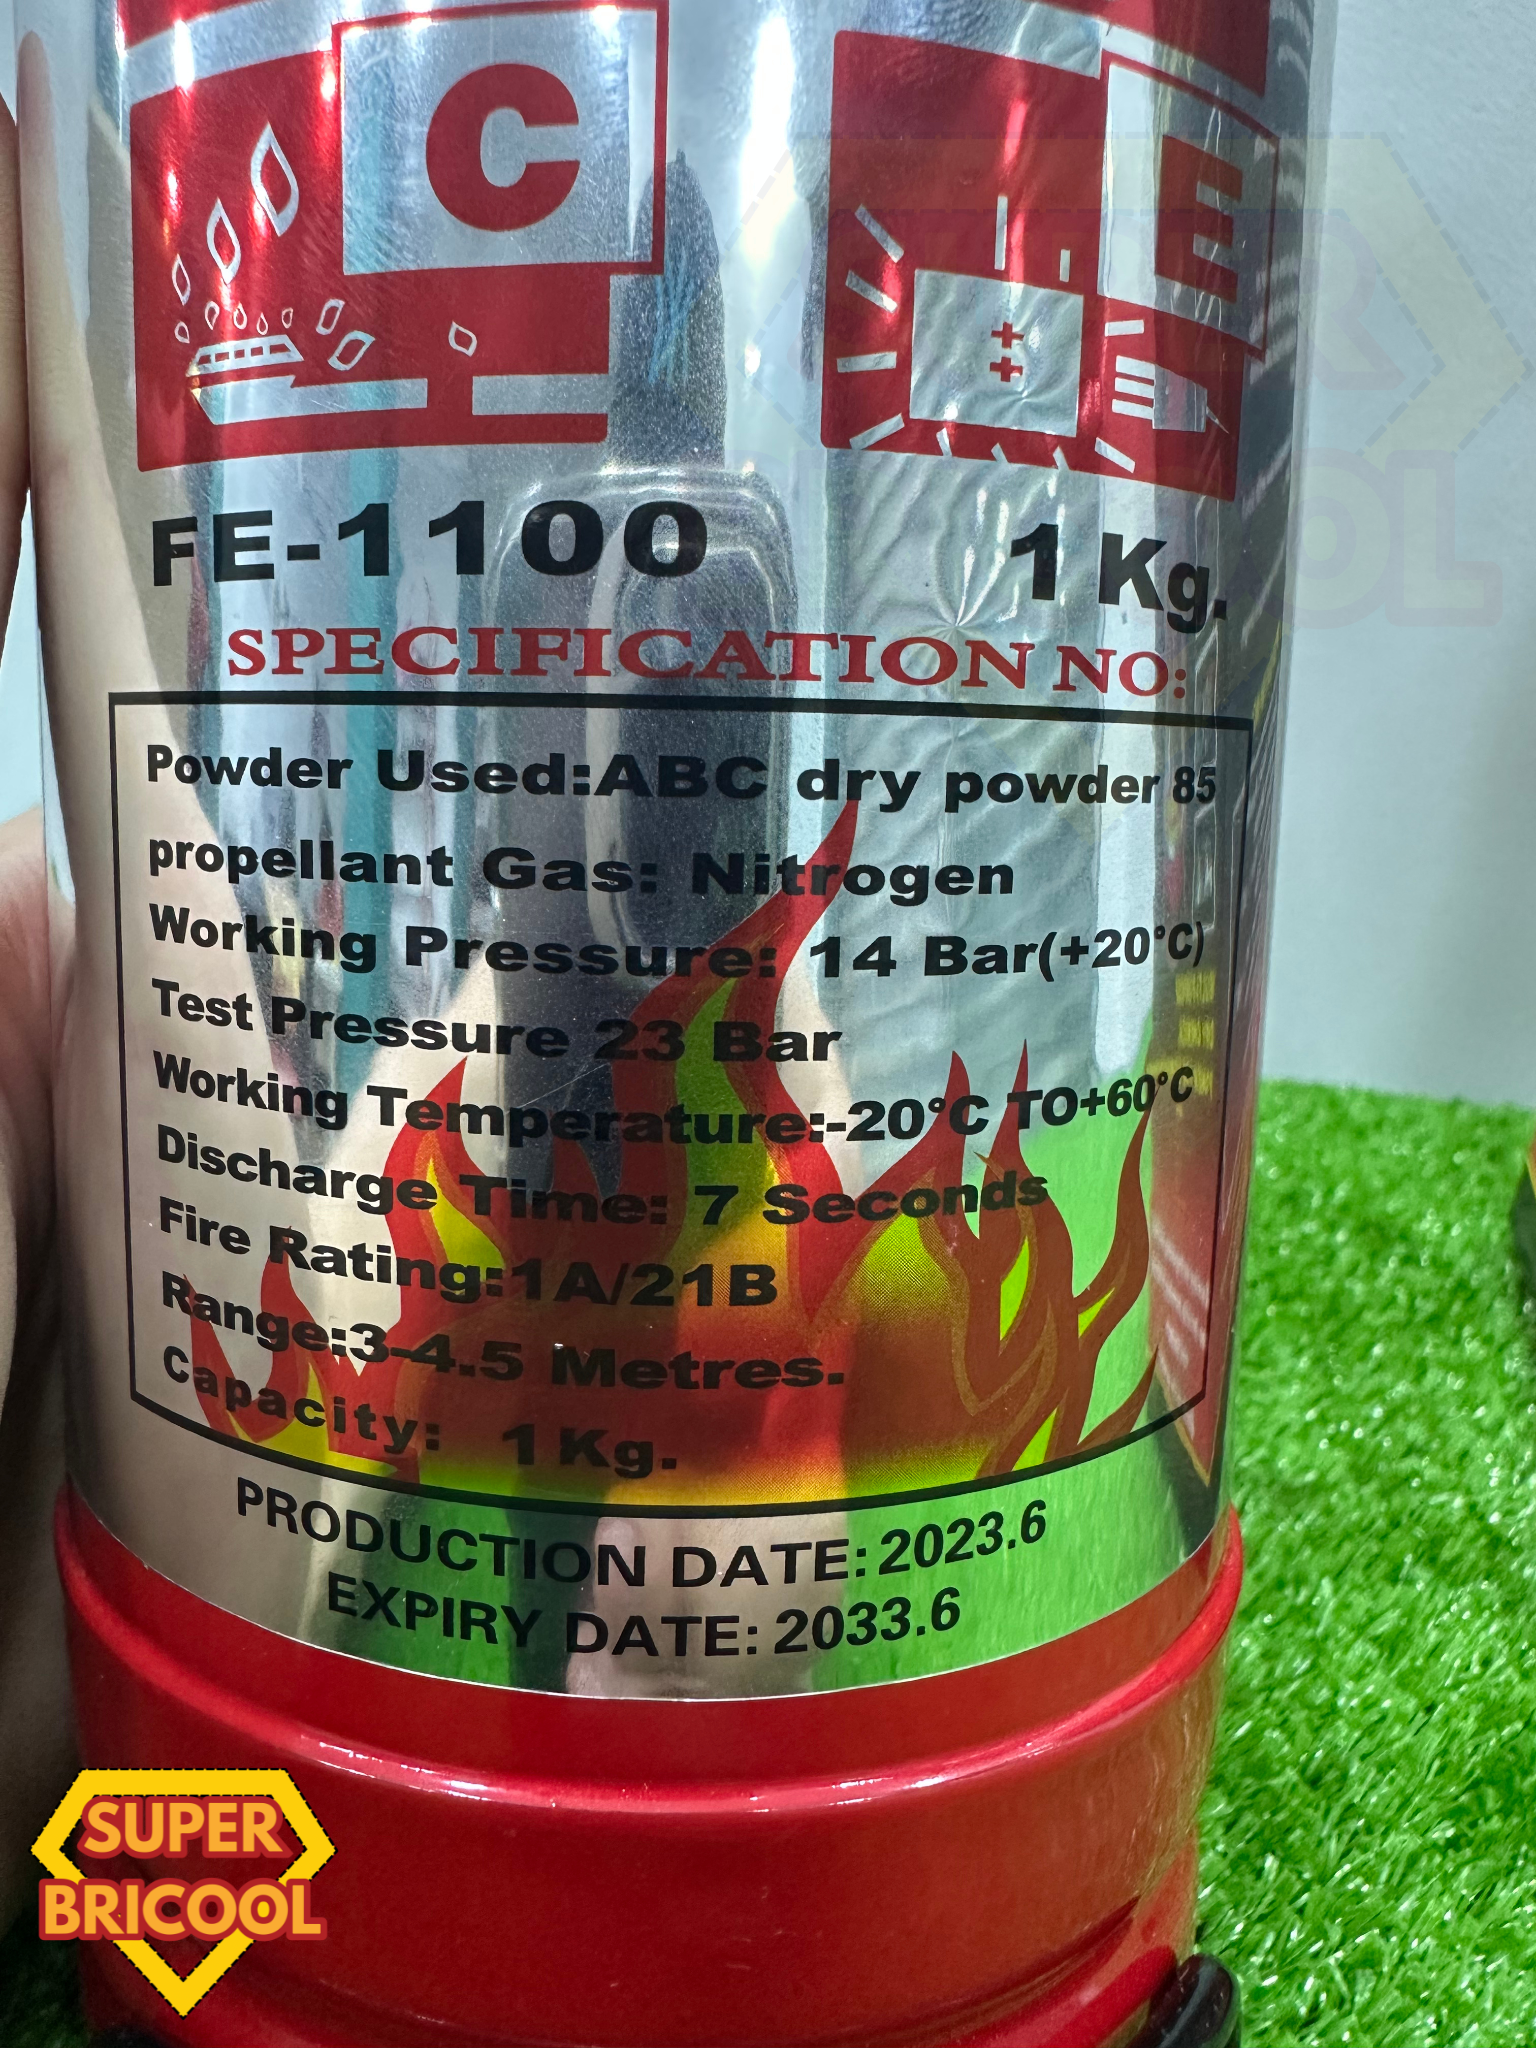 C
E
FE-1100 1 Kg.
SPECIFICATION NO:
Powder Used:ABC dry powder 85
propellant Gas: Nitrogen
Working Pressure: 14 Bar(+20°C)
Test Pressure 23 Bar
Working Temperature:-20°C TO+60°C
Discharge Time: 7 Seconds
Fire Rating:1A/21B
Range:3-4.5 Metres.
Capacity: 1 Kg.
PRODUCTION DATE: 2023.6
EXPIRY DATE: 2033.6
SUPER
BRICOOL